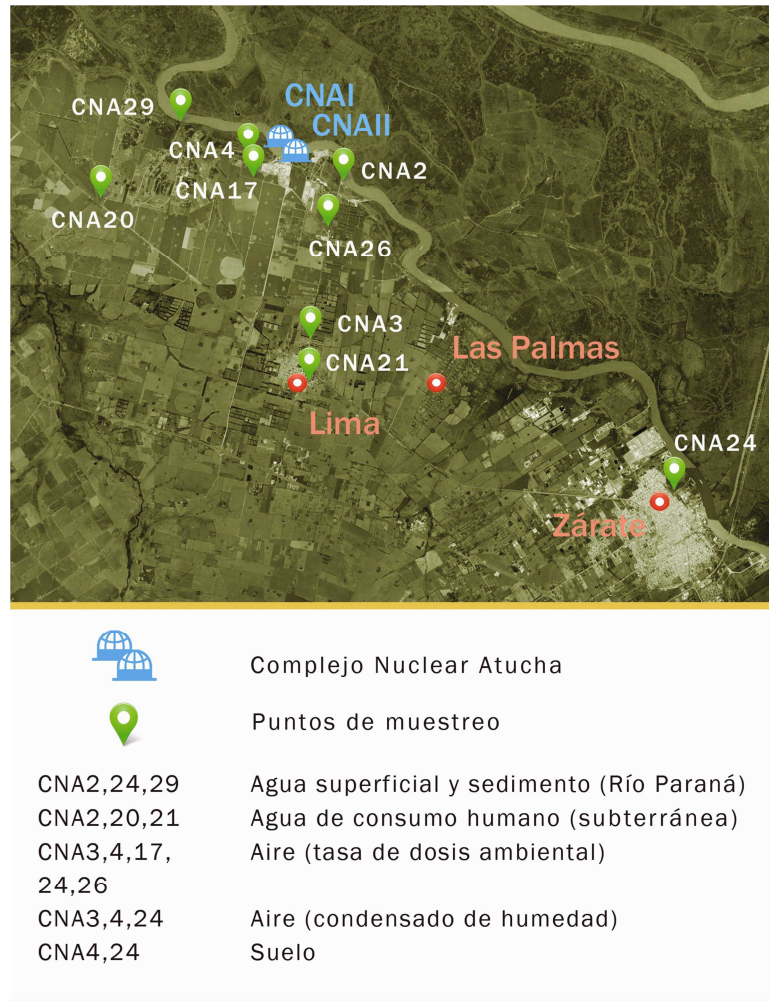 CNAI
CNAII
CNA29
CNA4
CNA2
CNA17
CNA20
CNA26
CNA3
Las Palmas
CNA21
Lima
CNA24
Zárate
Complejo Nuclear Atucha
Puntos de muestreo
CNA2,24,29 Agua superficial y sedimento (Río Paraná)
CNA2,20,21 Agua de consumo humano (subterránea)
CNA3,4,17, Aire (tasa de dosis ambiental)
24,26
CNA3,4,24 Aire (condensado de humedad)
CNA4,24 Suelo